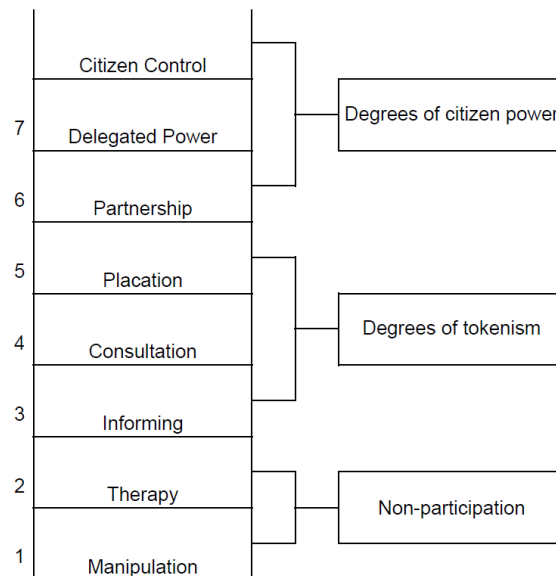 Citizen Control
7 Delegated Power
Degrees of citizen power
6 Partnership
5 Placation
4 Consultation
Degrees of tokenism
3 Informing
2 Therapy
Non-participation
1 Manipulation